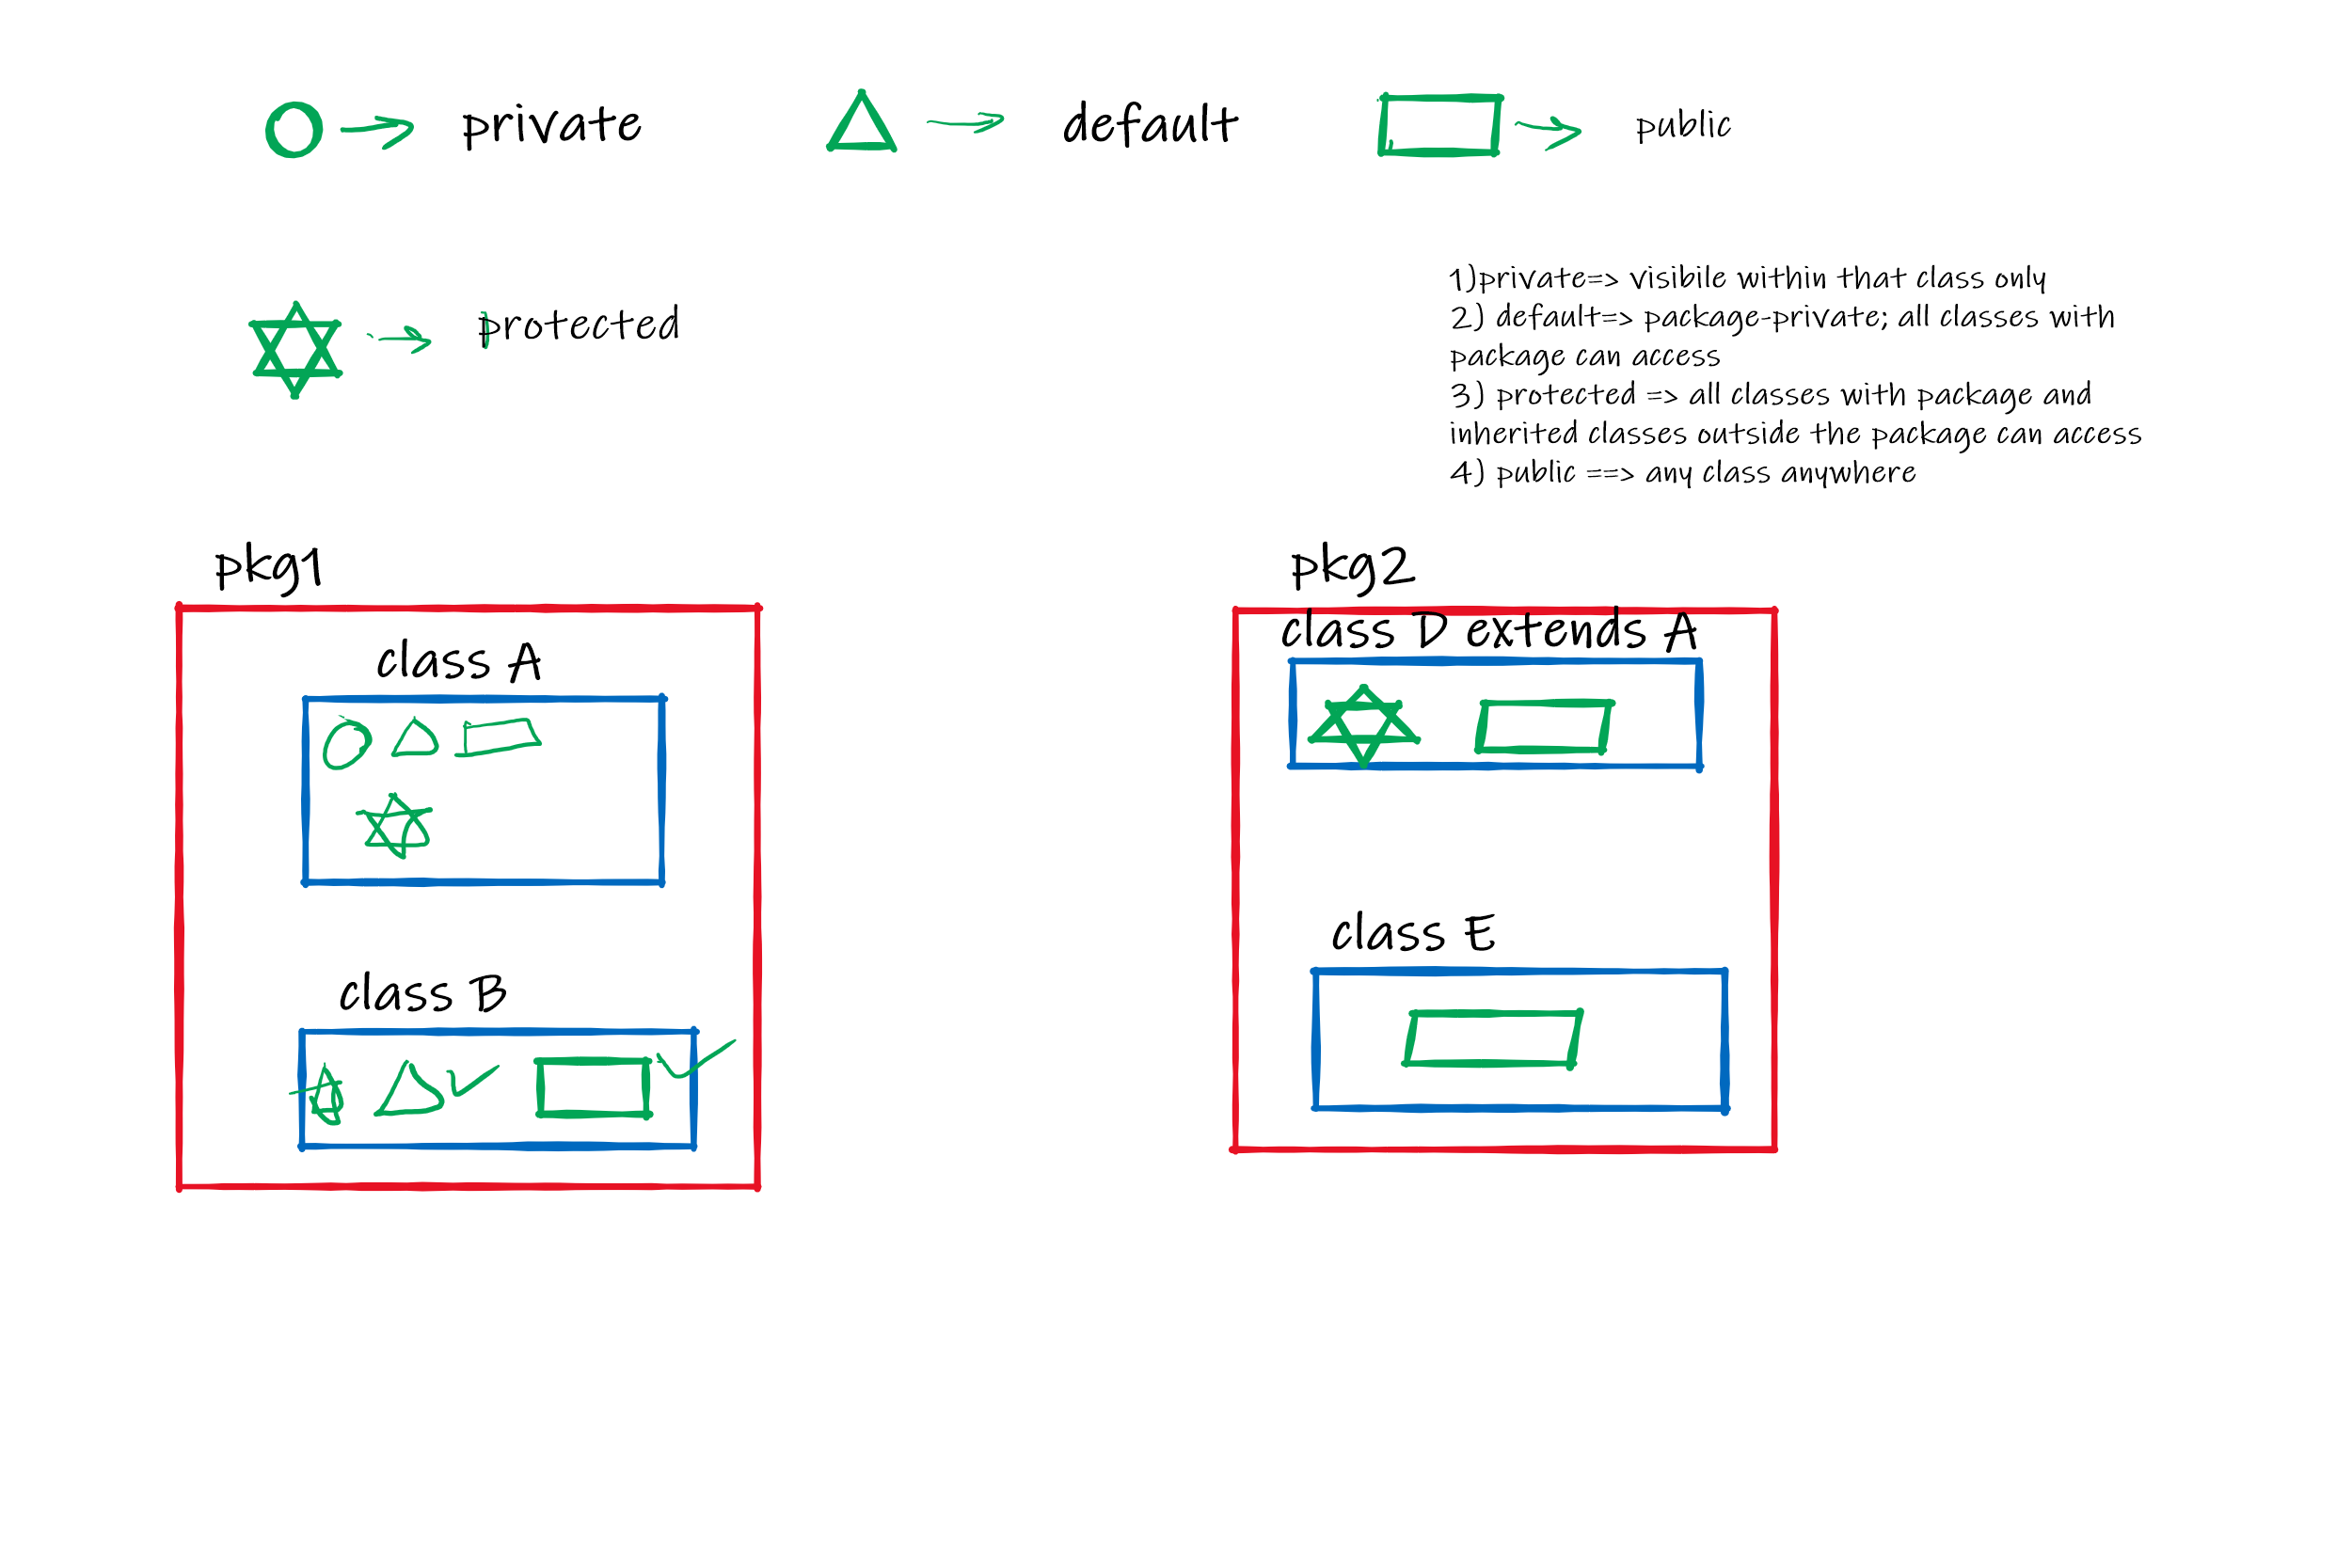 private
default
public
protected
1)private=> visibile within that class only
2) default=> package-private; all classes with
package can access
3) protected => all classes with package and
inherited classes outside the package can access
4) public ==> any class anywhere
pkg1
pkg2
class A
class D extends A
class B
class E